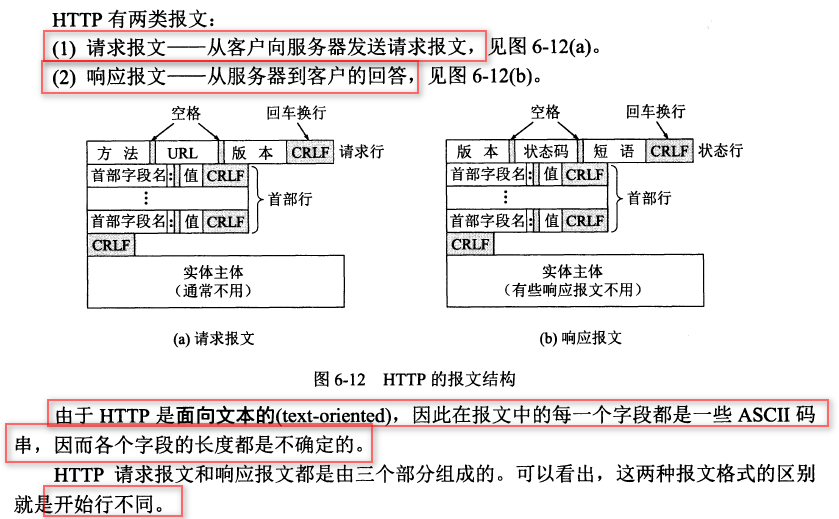 HTTP 有两类报文：
(1) 请求报文——从客户向服务器发送请求报文，见图 6-12(a)。
(2) 响应报文——从服务器到客户的回答，见图 6-12(b)。
空格 回车换行
方 法 URL 版 本 CRLF 请求行
首部字段名: 值 CRLF
⋮ 首部行
首部字段名: 值 CRLF
CRLF
实体主体
（通常不用）
(a) 请求报文
空格 回车换行
版 本 状态码 短 语 CRLF 状态行
首部字段名: 值 CRLF
⋮ 首部行
首部字段名: 值 CRLF
CRLF
实体主体
（有些响应报文不用）
(b) 响应报文
图 6-12 HTTP 的报文结构
由于 HTTP 是面向文本的(text-oriented)，因此在报文中的每一个字段都是一些 ASCII 码
串，因而各个字段的长度都是不确定的。
HTTP 请求报文和响应报文都是由三个部分组成的。可以看出，这两种报文格式的区别
就是开始行不同。